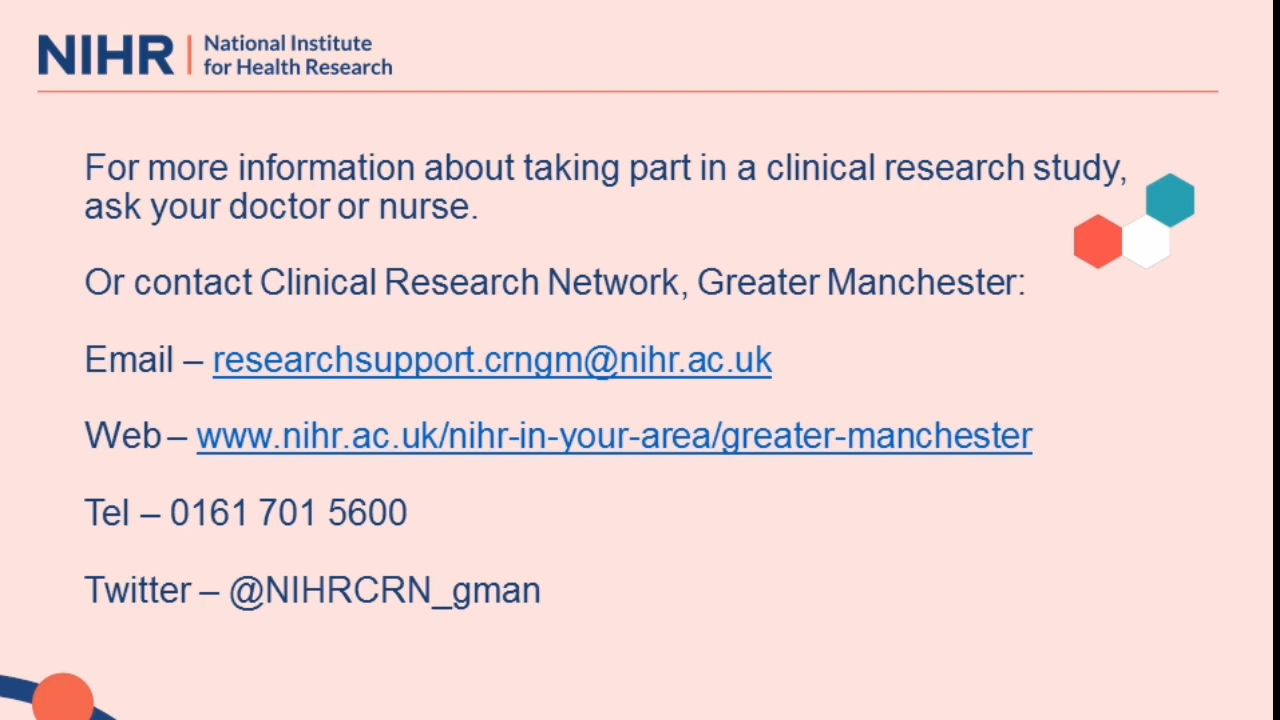 NIHR | National Institute
for Health Research
For more information about taking part in a clinical research study,
ask your doctor or nurse.
Or contact Clinical Research Network, Greater Manchester:
Email – researchsupport.crngm@nihr.ac.uk
Web – www.nihr.ac.uk/nihr-in-your-area/greater-manchester
Tel – 0161 701 5600
Twitter – @NIHRCRN_gman